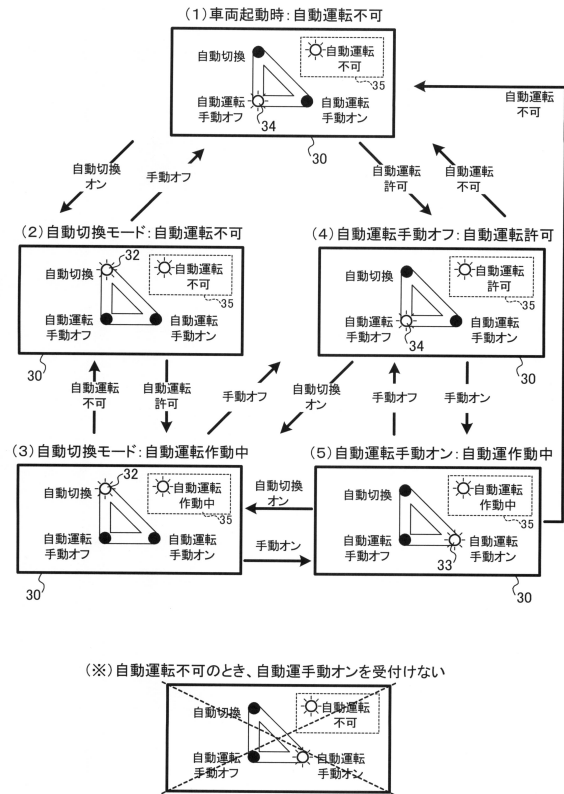 (1)車両起動時:自動運転不可
自動切換
自動運転
不可
35
自動運転
手動オフ
34
自動運転
手動オン
30
自動運転
不可
自動切換
オン
手動オフ
自動運転
許可
自動運転
不可
(2)自動切換モード:自動運転不可
32
自動切換
自動運転
不可
35
自動運転
手動オフ
自動運転
手動オン
30
(4)自動運転手動オフ:自動運転許可
自動切換
自動運転
許可
35
自動運転
手動オフ
34
自動運転
手動オン
30
自動運転
不可
自動運転
許可
手動オフ
自動切換
オン
手動オフ
手動オン
(3)自動切換モード:自動運転作動中
32
自動切換
自動運転
作動中
35
自動運転
手動オフ
自動運転
手動オン
30
自動切換
オン
手動オン
(5)自動運転手動オン:自動運作動中
自動切換
自動運転
作動中
35
自動運転
手動オフ
33
自動運転
手動オン
30
(※)自動運転不可のとき、自動運手動オンを受付けない
自動切換
自動運転
不可
自動運転
手動オフ
自動運転
手動オン